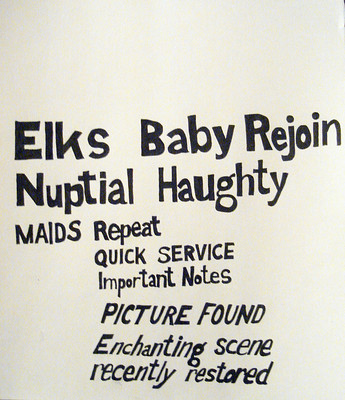 Elks Baby Rejoin
Nuptial Haughty
MAIDS Repeat
QUICK SERVICE
Important Notes
PICTURE FOUND
Enchanting scene
recently restored